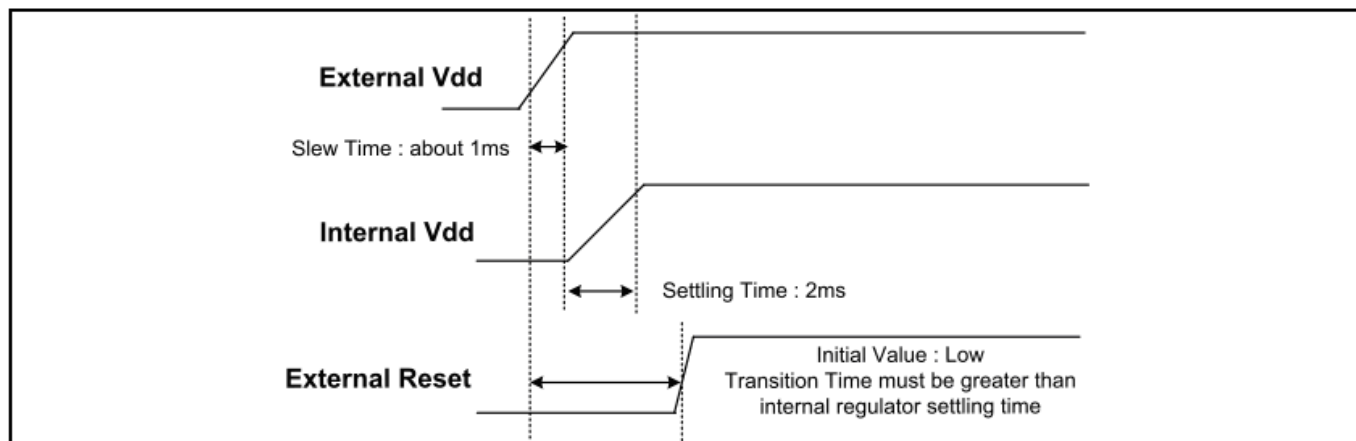 External Vdd
Slew Time : about 1ms
Internal Vdd
Settling Time : 2ms
External Reset
Initial Value : Low
Transition Time must be greater than
internal regulator settling time